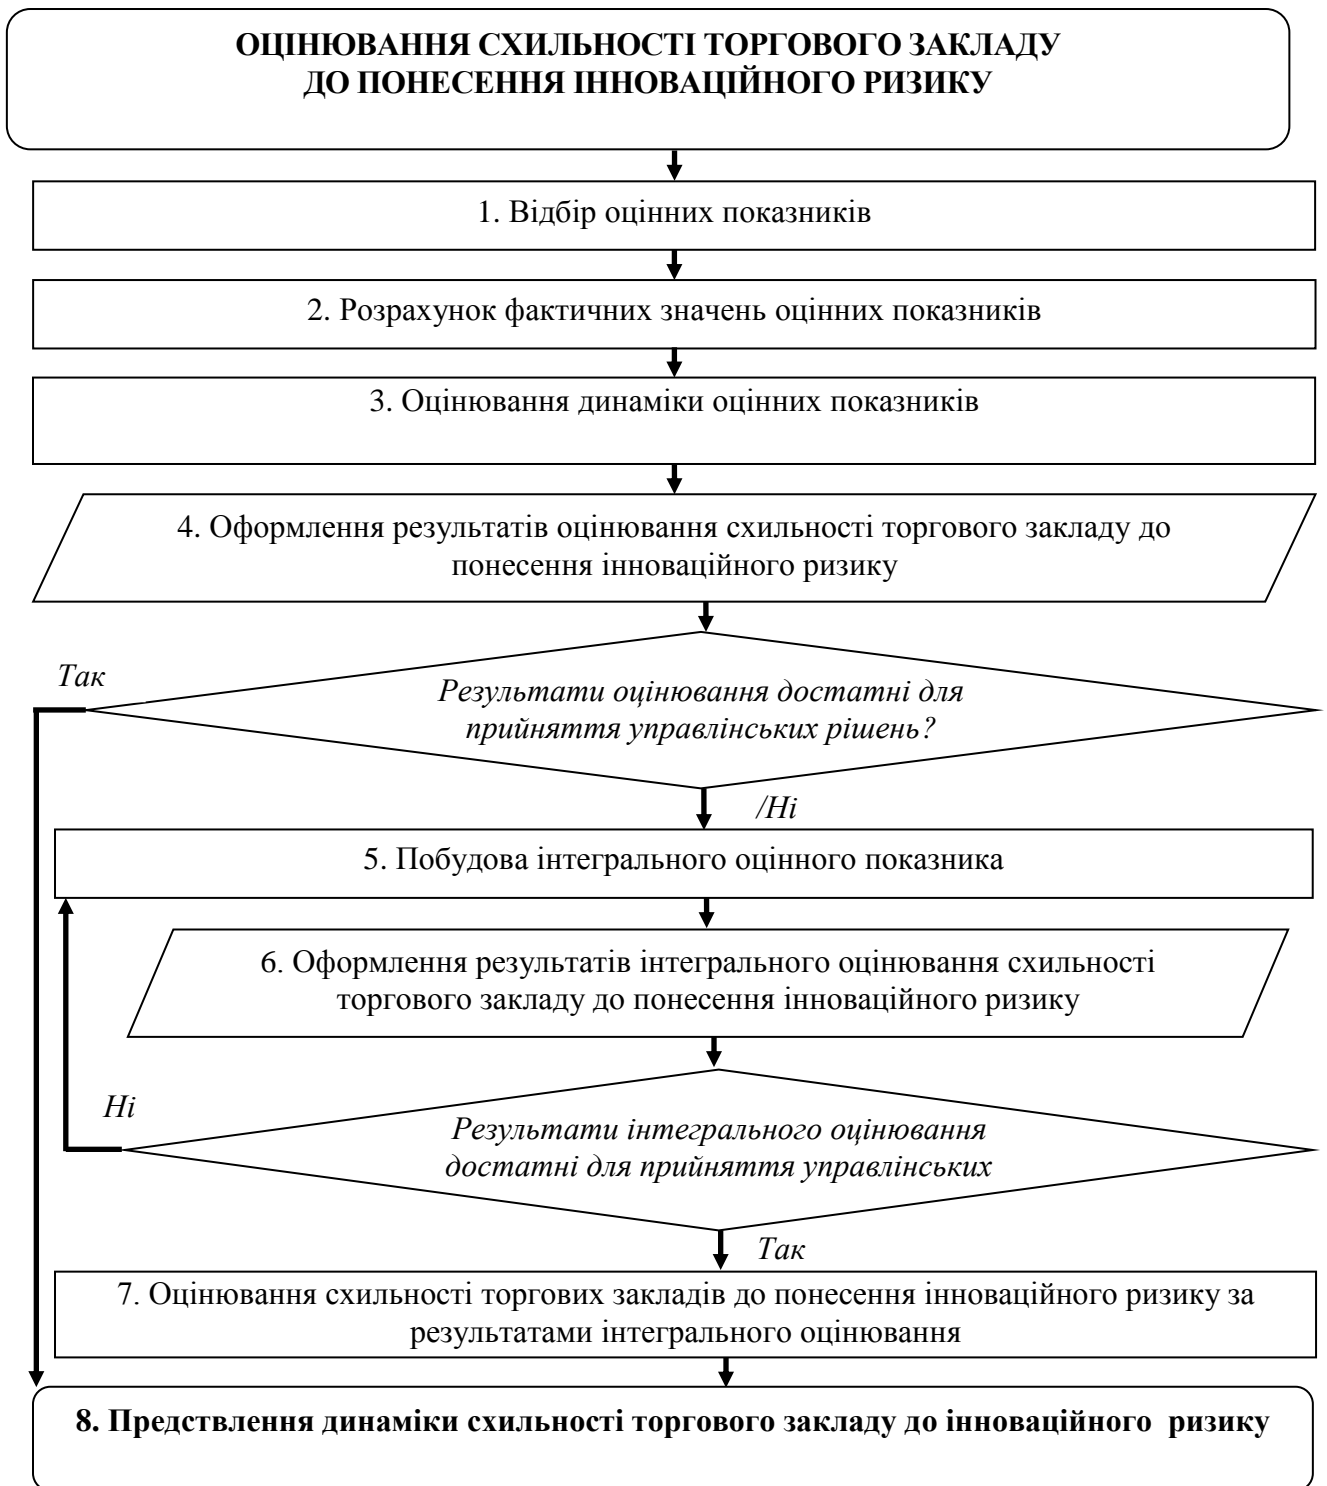 ОЦІНЮВАННЯ СХИЛЬНОСТІ ТОРГОВОГО ЗАКЛАДУ
ДО ПОНЕСЕННЯ ІННОВАЦІЙНОГО РИЗИКУ
1. Відбір оцінних показників
2. Розрахунок фактичних значень оцінних показників
3. Оцінювання динаміки оцінних показників
4. Оформлення результатів оцінювання схильності торгового закладу до
понесення інноваційного ризику
Так
Результати оцінювання достатні для
прийняття управлінських рішень?
/Ні
5. Побудова інтегрального оцінного показника
6. Оформлення результатів інтегрального оцінювання схильності
торгового закладу до понесення інноваційного ризику
Ні
Результати інтегрального оцінювання
достатні для прийняття управлінських
Так
7. Оцінювання схильності торгових закладів до понесення інноваційного ризику за
результатами інтегрального оцінювання
8. Предствлення динаміки схильності торгового закладу до інноваційного ризику